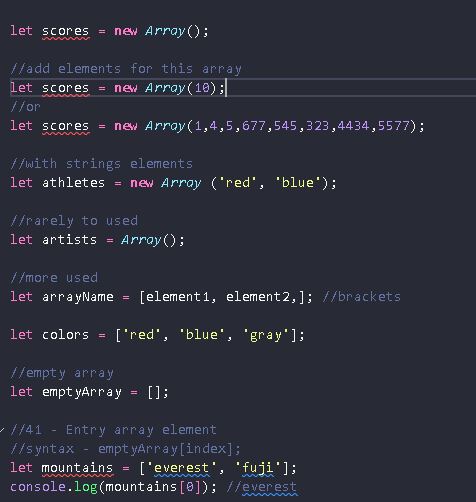 let scores = new Array();
//add elements for this array
let scores = new Array(10);
//or
let scores = new Array(1,4,5,677,545,323,4434,5577);
//with strings elements
let athletes = new Array ('red', 'blue');
//rarely to used
let artists = Array();
//more used
let arrayName = [element1, element2,]; //brackets
let colors = ['red', 'blue', 'gray'];
//empty array
let emptyArray = [];
//41 - Entry array element
//syntax - emptyArray[index];
let mountains = ['everest', 'fuji'];
console.log(mountains[0]); //everest